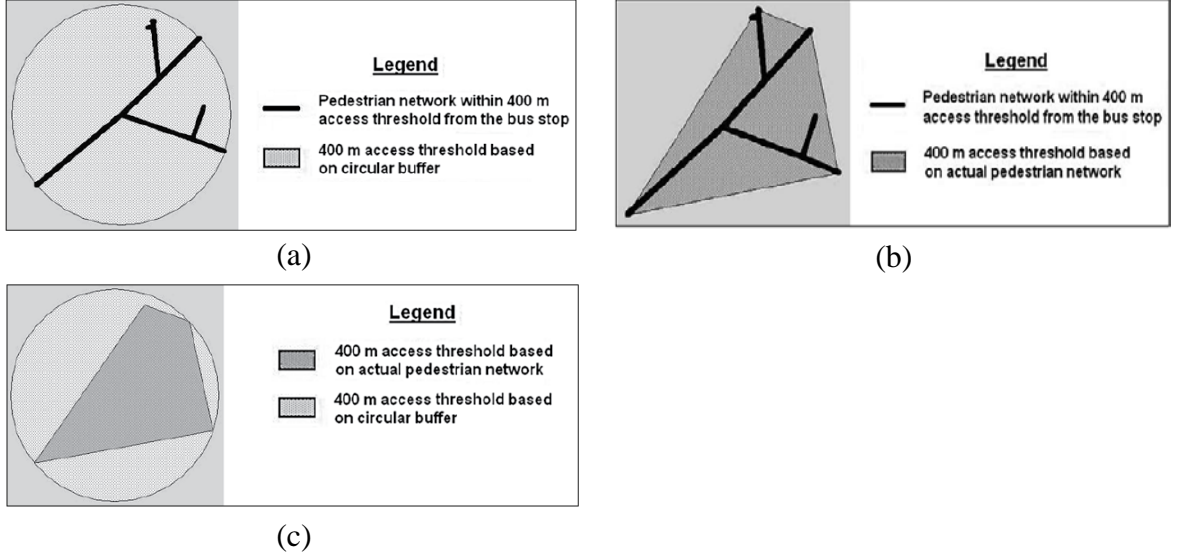 Legend
Pedestrian network within 400 m
access threshold from the bus stop
400 m access threshold based
on circular buffer
(a)
Legend
Pedestrian network within 400 m
access threshold from the bus stop
400 m access threshold based
on actual pedestrian network
(b)
Legend
400 m access threshold based
on actual pedestrian network
400 m access threshold based
on circular buffer
(c)